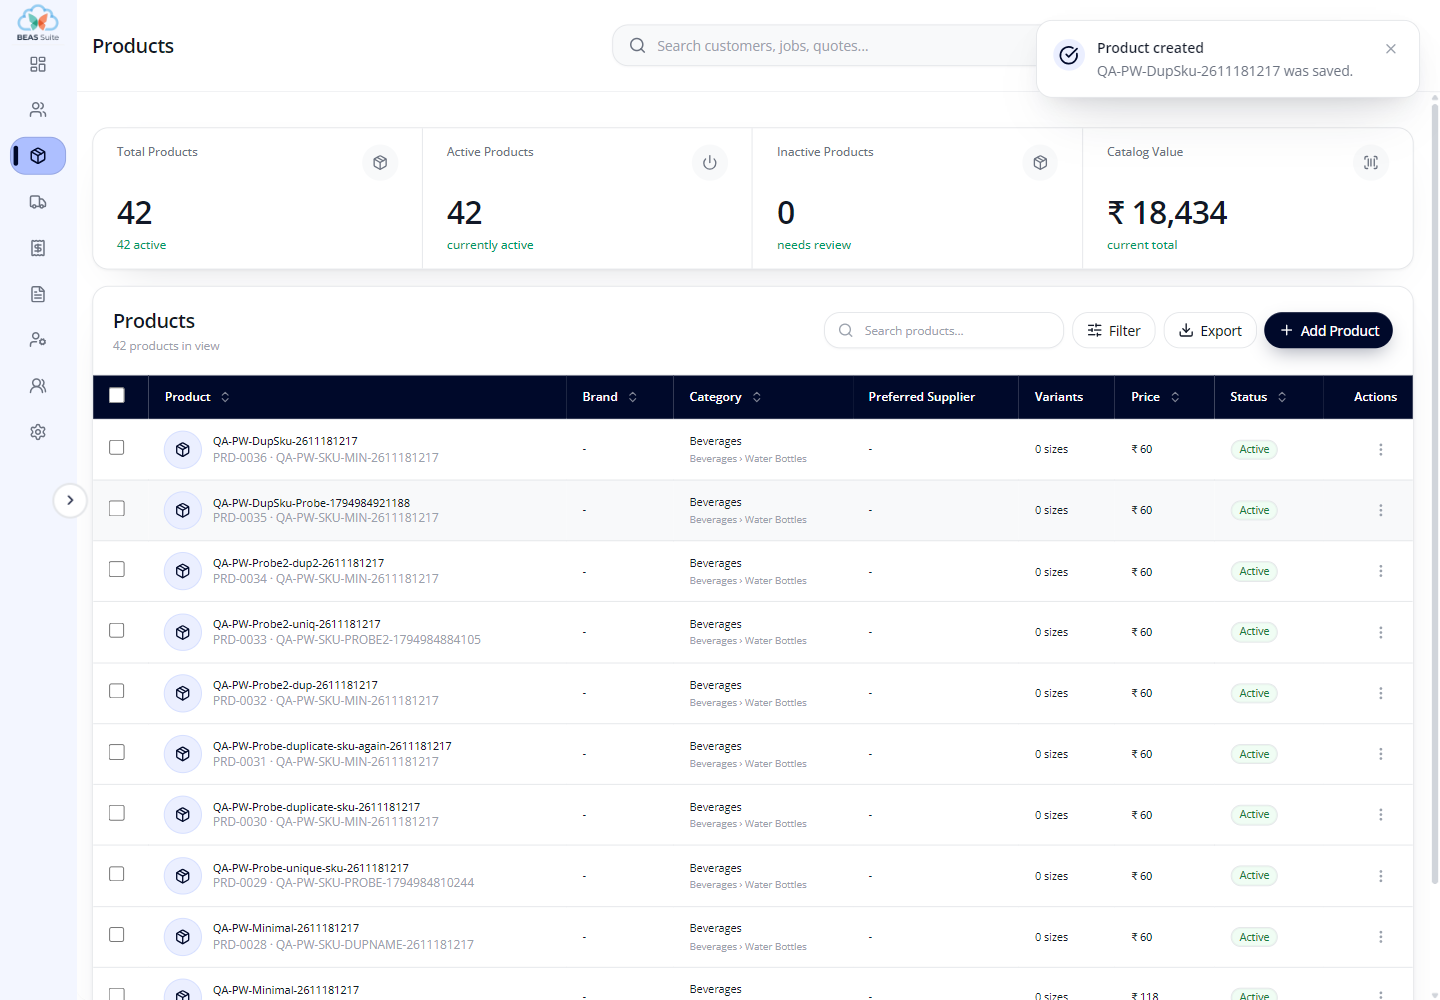 BEAS Suite
Products
Search customers, jobs, quotes...
Product created
QA-PW-DupSku-2611181217 was saved.
Total Products
42
42 active
Active Products
42
currently active
Inactive Products
0
needs review
Catalog Value
₹ 18,434
current total
Products
42 products in view
Search products...
Filter
Export
Add Product
Product Brand Category Preferred Supplier Variants Price Status Actions
QA-PW-DupSku-2611181217
PRD-0036 · QA-PW-SKU-MIN-2611181217
-
Beverages
Beverages › Water Bottles
-
0 sizes
₹ 60
Active
QA-PW-DupSku-Probe-1794984921188
PRD-0035 · QA-PW-SKU-MIN-2611181217
-
Beverages
Beverages › Water Bottles
-
0 sizes
₹ 60
Active
QA-PW-Probe2-dup2-2611181217
PRD-0034 · QA-PW-SKU-MIN-2611181217
-
Beverages
Beverages › Water Bottles
-
0 sizes
₹ 60
Active
QA-PW-Probe2-uniq-2611181217
PRD-0033 · QA-PW-SKU-PROBE2-1794984884105
-
Beverages
Beverages › Water Bottles
-
0 sizes
₹ 60
Active
QA-PW-Probe2-dup-2611181217
PRD-0032 · QA-PW-SKU-MIN-2611181217
-
Beverages
Beverages › Water Bottles
-
0 sizes
₹ 60
Active
QA-PW-Probe-duplicate-sku-again-2611181217
PRD-0031 · QA-PW-SKU-MIN-2611181217
-
Beverages
Beverages › Water Bottles
-
0 sizes
₹ 60
Active
QA-PW-Probe-duplicate-sku-2611181217
PRD-0030 · QA-PW-SKU-MIN-2611181217
-
Beverages
Beverages › Water Bottles
-
0 sizes
₹ 60
Active
QA-PW-Probe-unique-sku-2611181217
PRD-0029 · QA-PW-SKU-PROBE-1794984810244
-
Beverages
Beverages › Water Bottles
-
0 sizes
₹ 60
Active
QA-PW-Minimal-2611181217
PRD-0028 · QA-PW-SKU-DUPNAME-2611181217
-
Beverages
Beverages › Water Bottles
-
0 sizes
₹ 60
Active
QA-PW-Minimal-2611181217
Beverages
0 sizes
₹ 118
Active